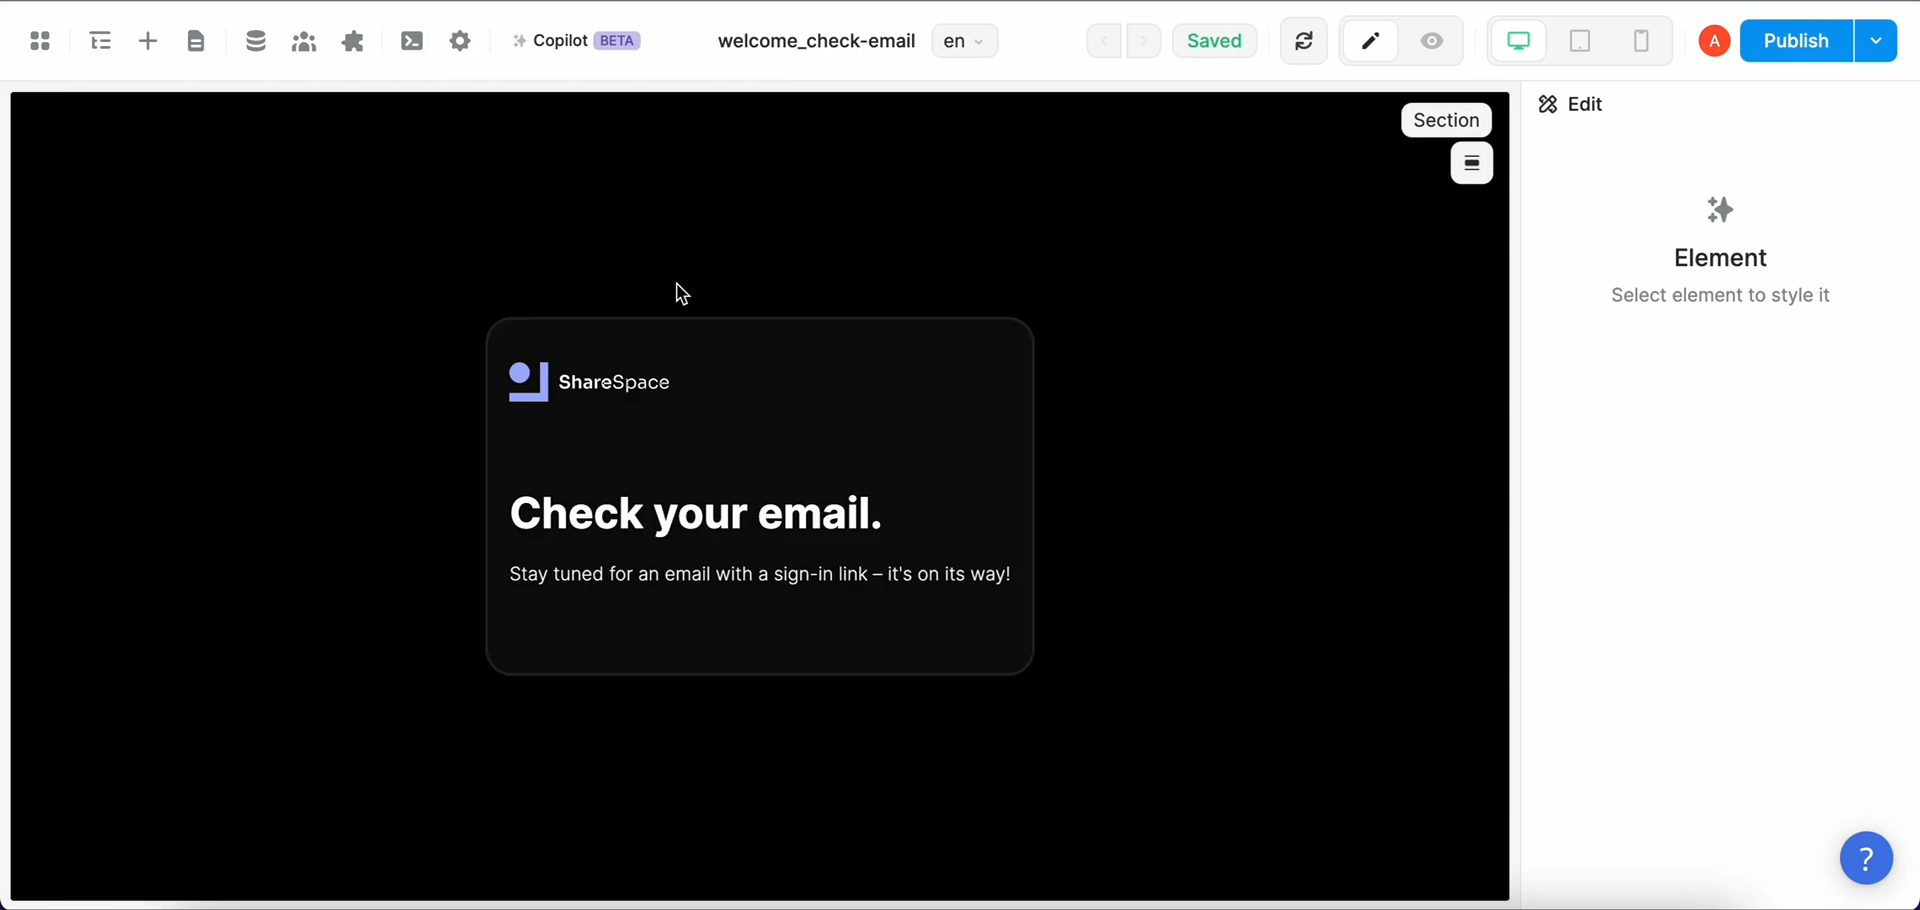 Copilot BETA welcome_check-email en Saved A Publish
Section
Edit
Element
Select element to style it
ShareSpace
Check your email.
Stay tuned for an email with a sign-in link – it's on its way!
?